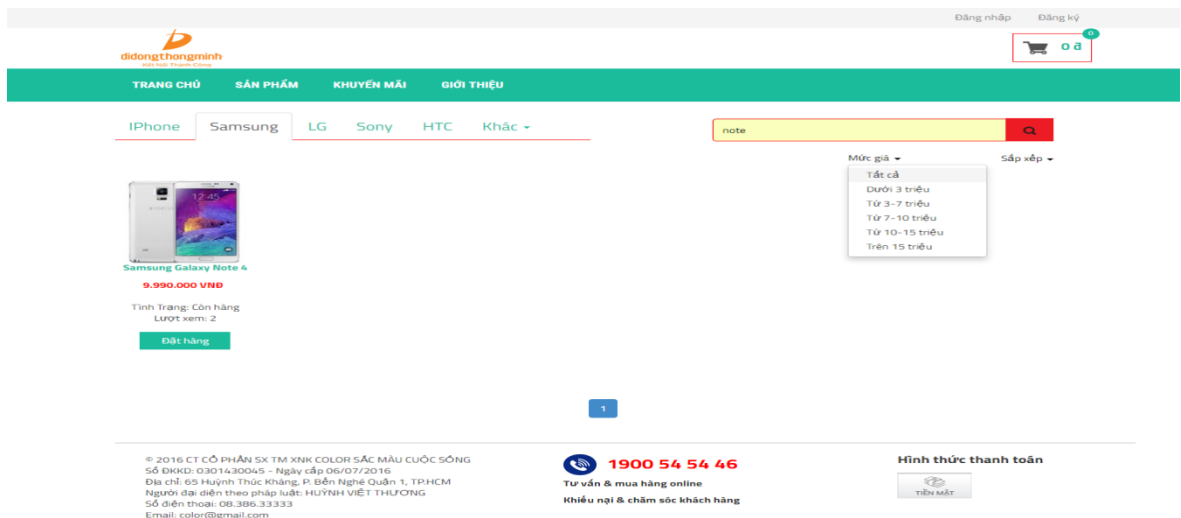 Đăng nhập Đăng ký
didongthongminh
Kết Nối Thành Công
0 0 đ
TRANG CHỦ SẢN PHẨM KHUYẾN MÃI GIỚI THIỆU
IPhone Samsung LG Sony HTC Khác
note
Mức giá Sắp xếp
Tất cả
Dưới 3 triệu
Từ 3-7 triệu
Từ 7-10 triệu
Từ 10-15 triệu
Trên 15 triệu
12:45
Samsung Galaxy Note 4
9.990.000 VNĐ
Tình Trạng: Còn hàng
Lượt xem: 2
Đặt hàng
1
© 2016 CT CỔ PHẦN SX TM XNK COLOR SẮC MÀU CUỘC SỐNG
Số ĐKKD: 0301430045 - Ngày cấp 06/07/2016
Địa chỉ: 65 Huỳnh Thúc Kháng, P. Bến Nghé Quận 1, TP.HCM
Người đại diện theo pháp luật: HUỲNH VIỆT THƯƠNG
Số điện thoại: 08.386.33333
Email: color@gmail.com
1900 54 54 46
Tư vấn & mua hàng online
Khiếu nại & chăm sóc khách hàng
Hình thức thanh toán
TIỀN MẶT